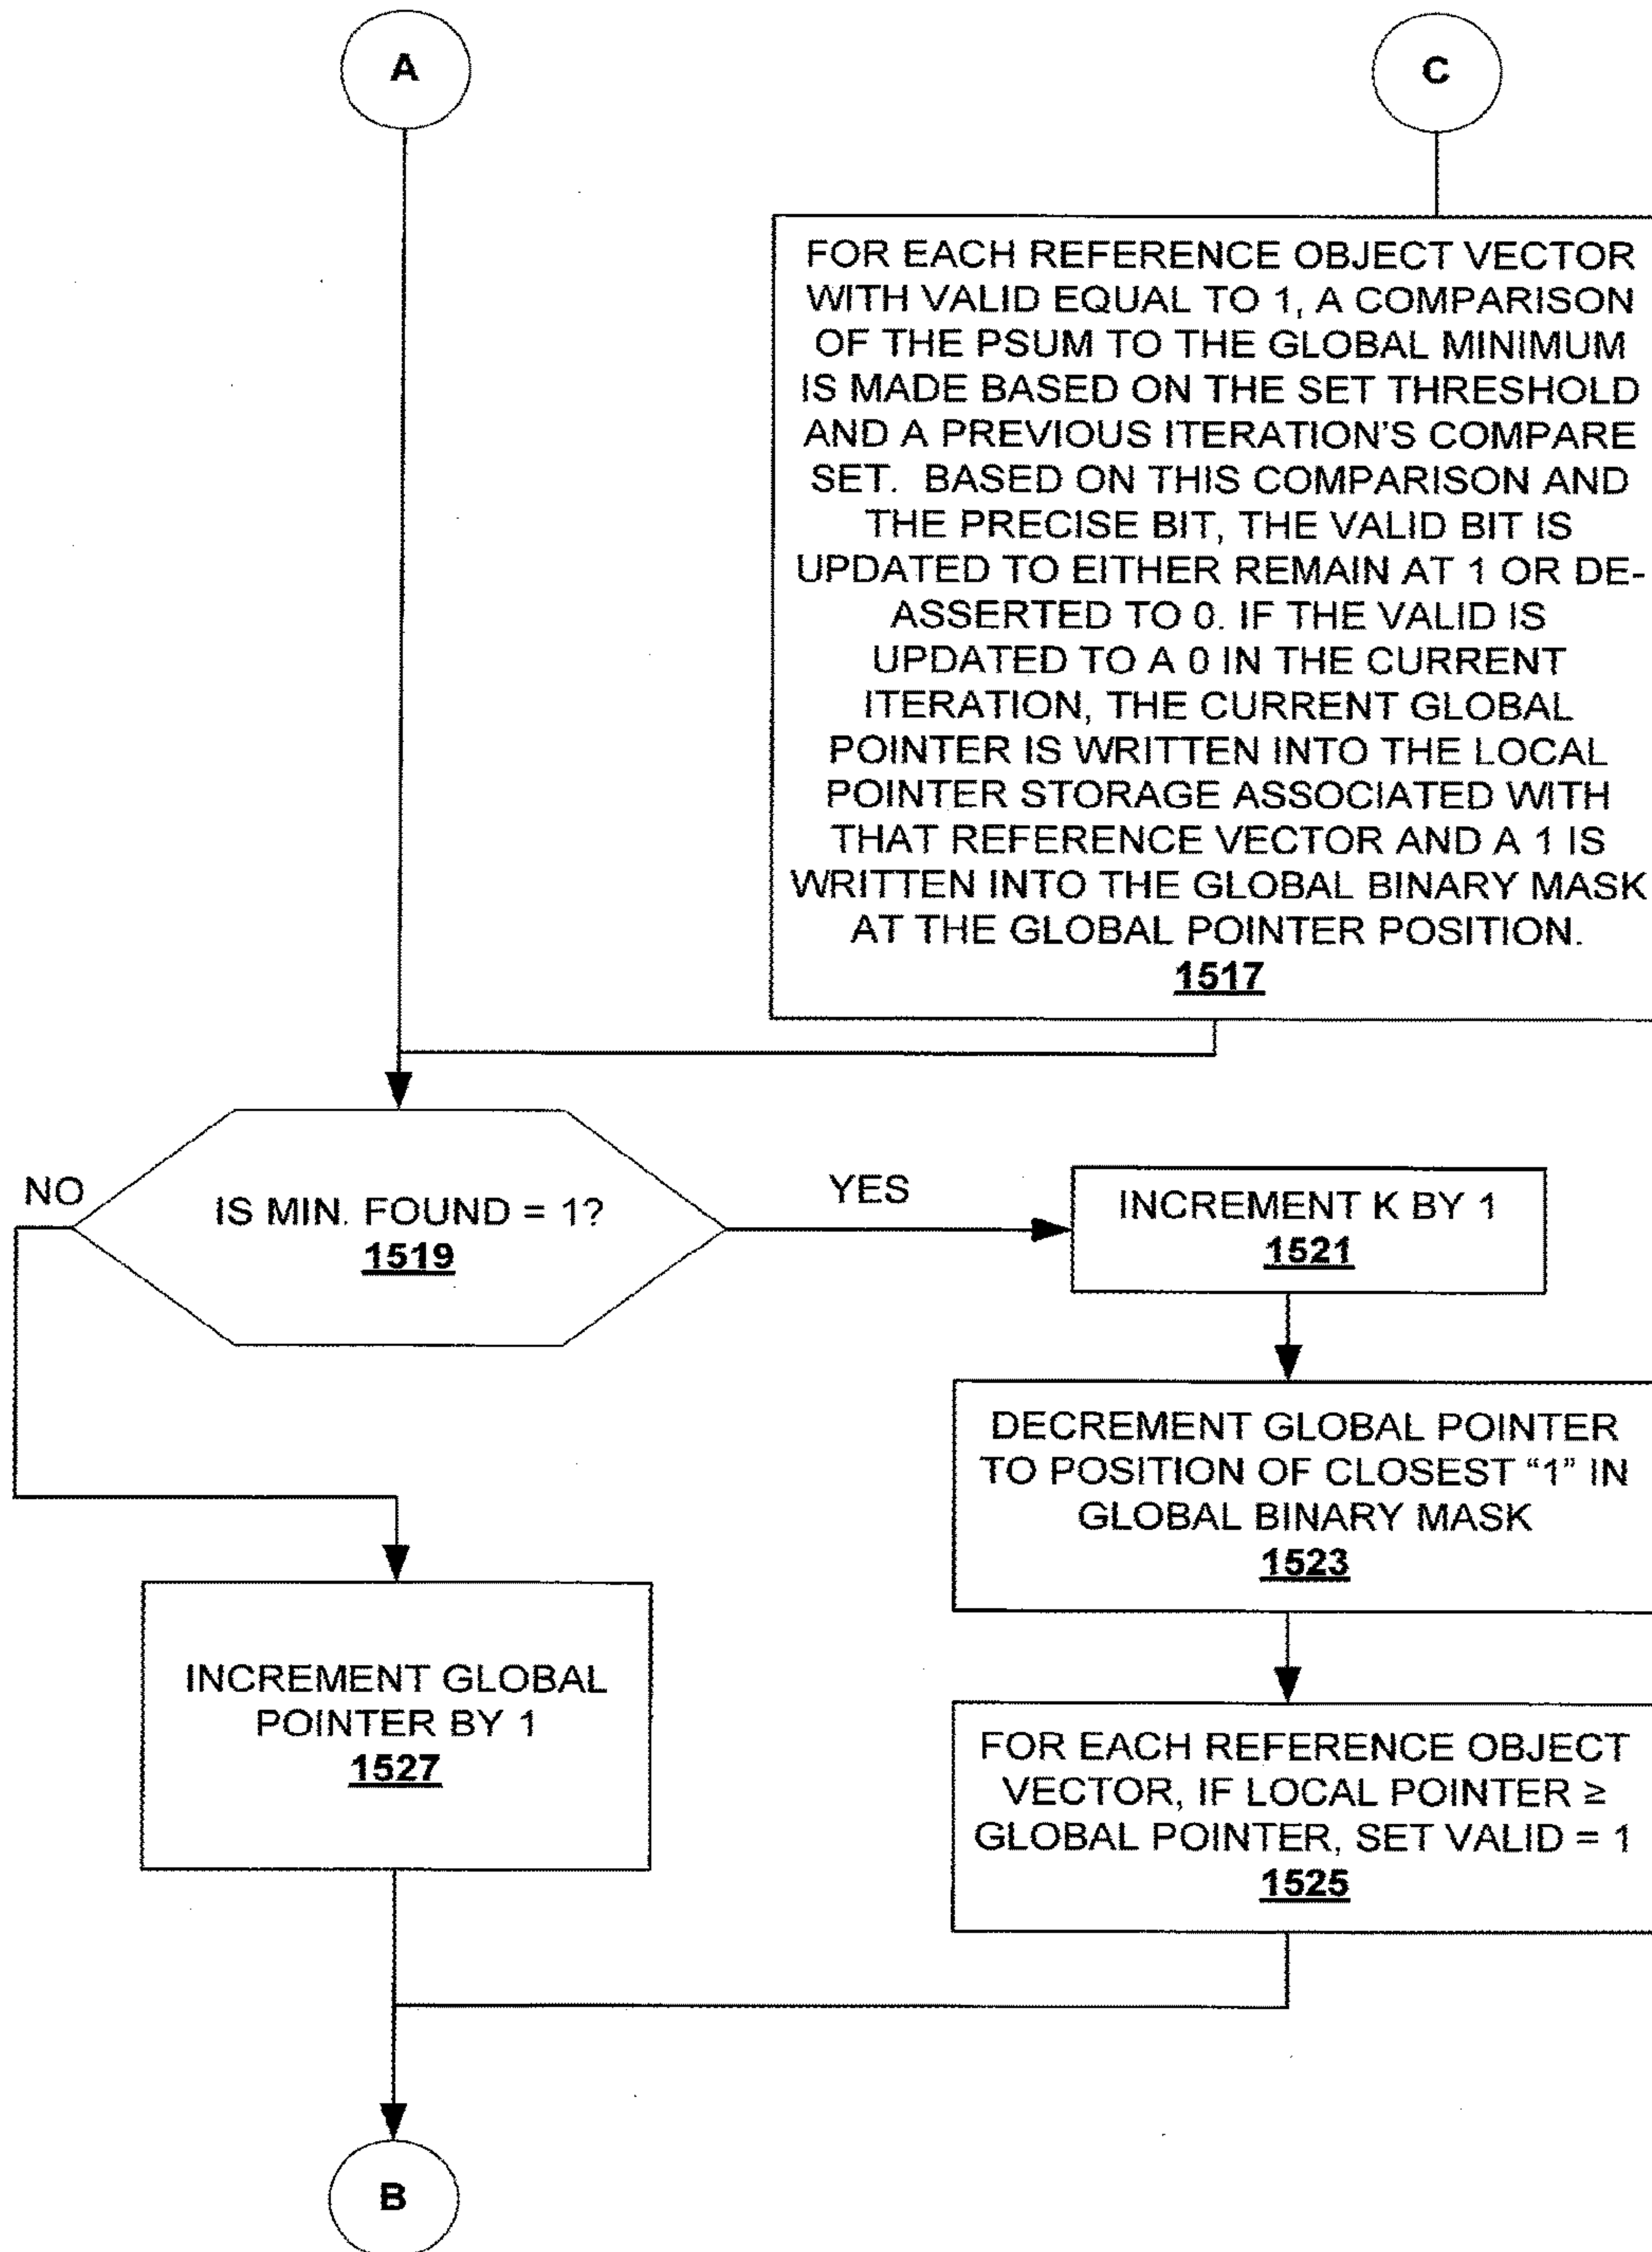 A
C
FOR EACH REFERENCE OBJECT VECTOR
WITH VALID EQUAL TO 1, A COMPARISON
OF THE PSUM TO THE GLOBAL MINIMUM
IS MADE BASED ON THE SET THRESHOLD
AND A PREVIOUS ITERATION'S COMPARE
SET. BASED ON THIS COMPARISON AND
THE PRECISE BIT, THE VALID BIT IS
UPDATED TO EITHER REMAIN AT 1 OR DE-
ASSERTED TO 0. IF THE VALID IS
UPDATED TO A 0 IN THE CURRENT
ITERATION, THE CURRENT GLOBAL
POINTER IS WRITTEN INTO THE LOCAL
POINTER STORAGE ASSOCIATED WITH
THAT REFERENCE VECTOR AND A 1 IS
WRITTEN INTO THE GLOBAL BINARY MASK
AT THE GLOBAL POINTER POSITION.
1517
NO
IS MIN. FOUND = 1?
1519
YES
INCREMENT K BY 1
1521
DECREMENT GLOBAL POINTER
TO POSITION OF CLOSEST “1” IN
GLOBAL BINARY MASK
1523
INCREMENT GLOBAL
POINTER BY 1
1527
FOR EACH REFERENCE OBJECT
VECTOR, IF LOCAL POINTER ≥
GLOBAL POINTER, SET VALID = 1
1525
B